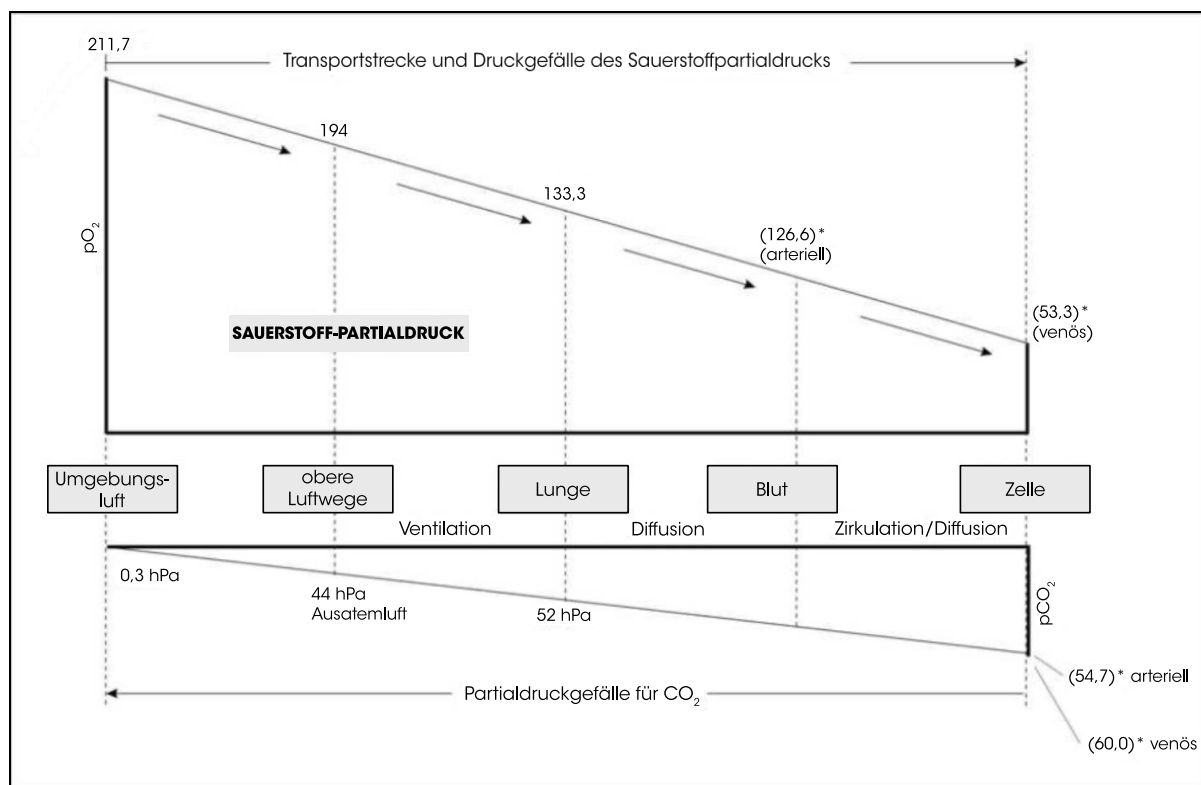 211,7
Transportstrecke und Druckgefälle des Sauerstoffpartialdrucks
194
133,3
(126,6)*
(arteriell)
(53,3)*
(venös)
pO₂
SAUERSTOFF-PARTIALDRUCK
Umgebungs-
luft
obere
Luftwege
Lunge
Blut
Zelle
Ventilation
Diffusion
Zirkulation/Diffusion
0,3 hPa
44 hPa
Ausatemluft
52 hPa
pCO₂
(54,7)* arteriell
Partialdruckgefälle für CO₂
(60,0)* venös